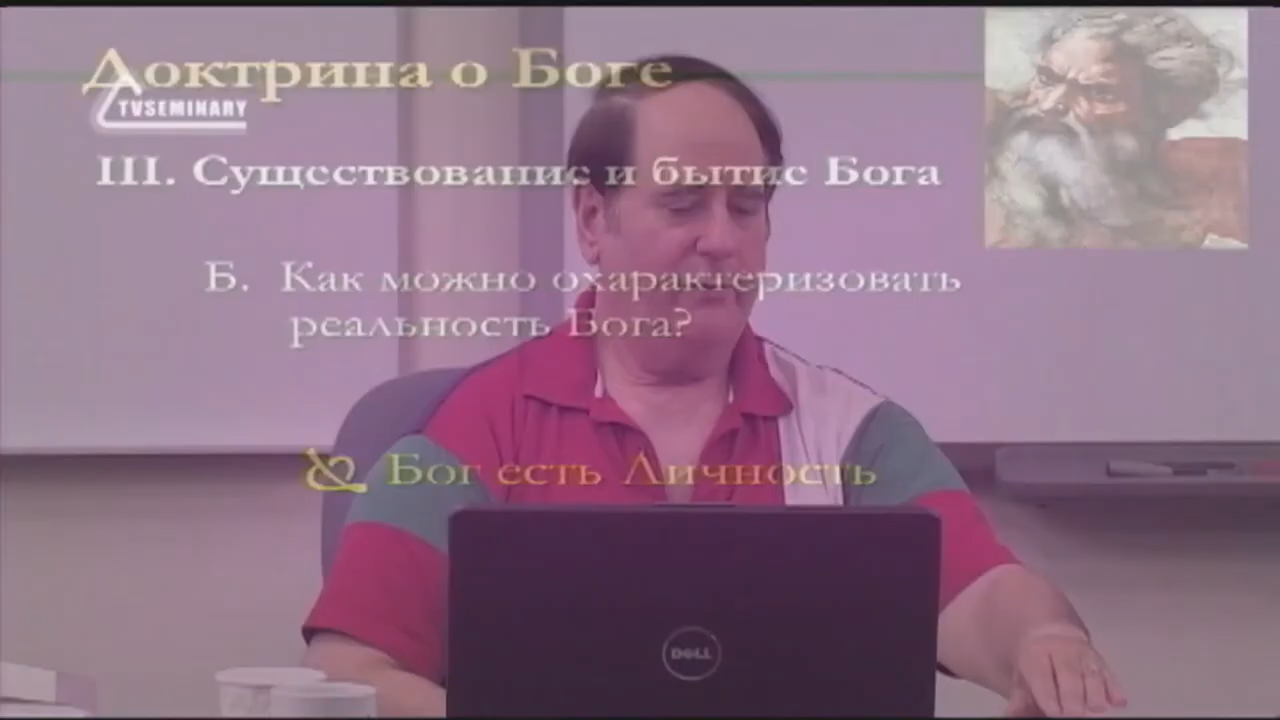 Доктрина о Боге
TVSEMINARY
III. Существование и бытие Бога
Б. Как можно охарактеризовать
реальность Бога?
Бог есть Личность
DELL